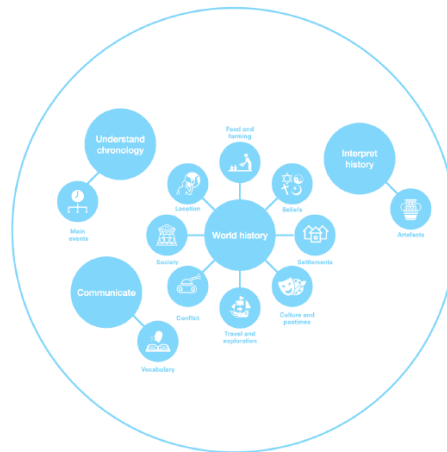 Understand
chronology
Main
events
Food and
farming
Interpret
history
Artefacts
Location
Beliefs
Society
World history
Settlements
Conflict
Travel and
exploration
Culture and
pastimes
Communicate
Vocabulary